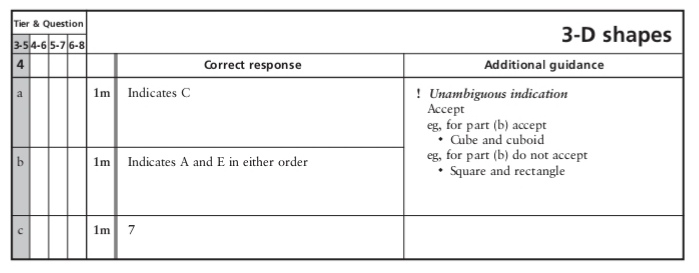 Tier & Question
3-D shapes
3-5 4-6 5-7 6-8
4 Correct response Additional guidance
a 1m Indicates C ! Unambiguous indication
Accept
eg, for part (b) accept
• Cube and cuboid
eg, for part (b) do not accept
b 1m Indicates A and E in either order
• Square and rectangle
c 1m 7